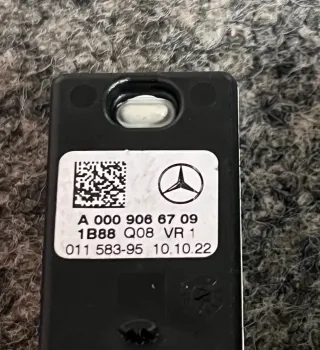 A 000 906 67 09
1B88 Q08 VR 1
011 583-95 10.10.22